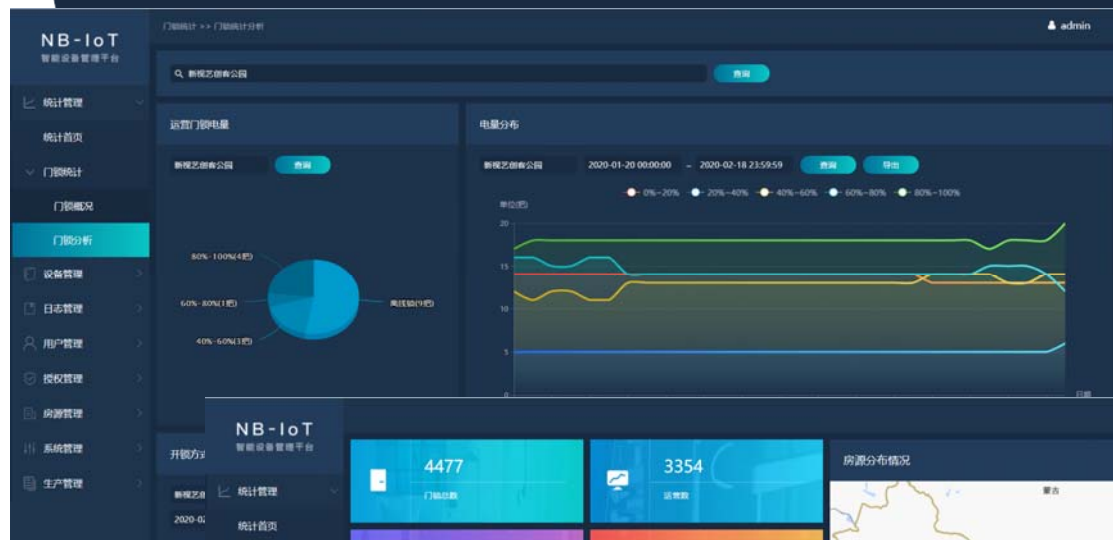 NB-IoT
智能设备管理平台
门锁统计 >> 门锁统计分析
admin
新视艺创客公园
查询
统计管理
统计首页
门锁统计
门锁概况
门锁分析
设备管理
日志管理
用户管理
授权管理
房源管理
系统管理
生产管理
运营门锁电量
新视艺创客公园
查询
80%-100%(4把)
60%-80%(1把)
40%-60%(3把)
离线锁(9把)
电量分布
新视艺创客公园
2020-01-20 00:00:00 - 2020-02-18 23:59:59
查询
导出
0%-20% 20%-40% 40%-60% 60%-80% 80%-100%
单位(把)
20
15
10
5
0
日期
开锁方式
新视艺创
2020-02
NB-IoT
智能设备管理平台
统计管理
统计首页
4477
门锁总数
3354
运营数
房源分布情况
蒙古